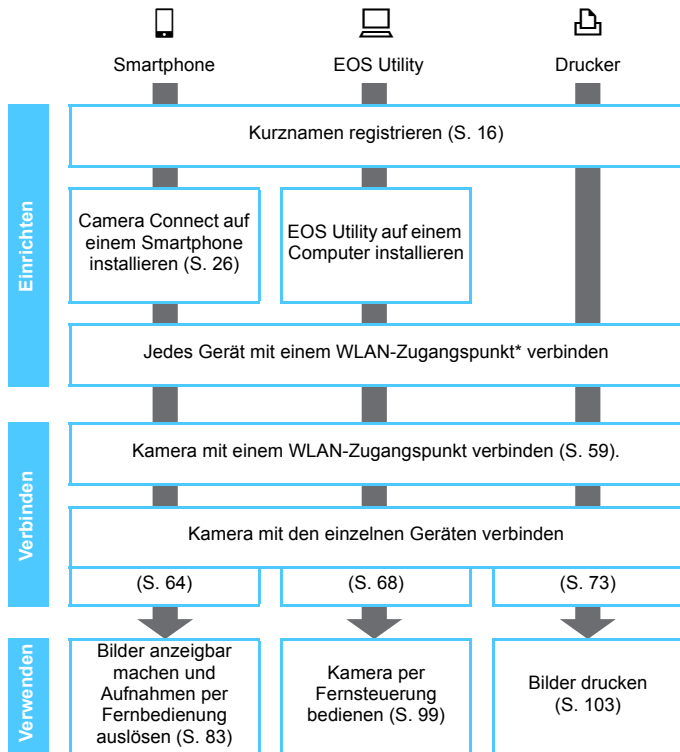 Smartphone
EOS Utility
Drucker
Einrichten
Kurznamen registrieren (S. 16)
Camera Connect auf
einem Smartphone
installieren (S. 26)
EOS Utility auf einem
Computer installieren
Jedes Gerät mit einem WLAN-Zugangspunkt* verbinden
Verbinden
Kamera mit einem WLAN-Zugangspunkt verbinden (S. 59).
Kamera mit den einzelnen Geräten verbinden
(S. 64)
(S. 68)
(S. 73)
Verwenden
Bilder anzeigbar
machen und
Aufnahmen per
Fernbedienung
auslösen (S. 83)
Kamera per
Fernsteuerung
bedienen (S. 99)
Bilder drucken
(S. 103)